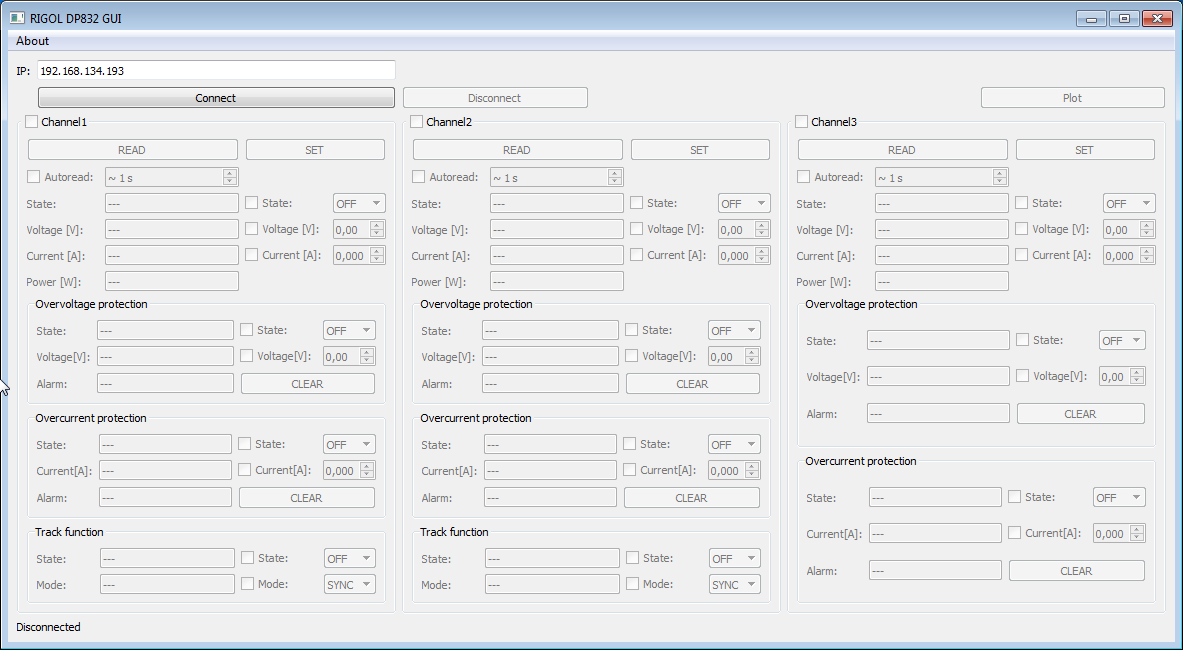 RIGOL DP832 GUI
About
IP: 192.168.134.193
Connect Disconnect Plot
Channel1 Channel2 Channel3
READ SET READ SET READ SET
Autoread: ~ 1 s Autoread: ~ 1 s Autoread: ~ 1 s
State: --- State: OFF State: --- State: OFF State: --- State: OFF
Voltage [V]: --- Voltage [V]: 0,00 Voltage [V]: --- Voltage [V]: 0,00 Voltage [V]: --- Voltage [V]: 0,00
Current [A]: --- Current [A]: 0,000 Current [A]: --- Current [A]: 0,000 Current [A]: --- Current [A]: 0,000
Power [W]: --- Power [W]: --- Power [W]: ---
Overvoltage protection Overvoltage protection Overvoltage protection
State: --- State: OFF State: --- State: OFF State: --- State: OFF
Voltage[V]: --- Voltage[V]: 0,00 Voltage[V]: --- Voltage[V]: 0,00 Voltage[V]: --- Voltage[V]: 0,00
Alarm: --- CLEAR Alarm: --- CLEAR Alarm: --- CLEAR
Overcurrent protection Overcurrent protection Overcurrent protection
State: --- State: OFF State: --- State: OFF State: --- State: OFF
Current[A]: --- Current[A]: 0,000 Current[A]: --- Current[A]: 0,000 Current[A]: --- Current[A]: 0,000
Alarm: --- CLEAR Alarm: --- CLEAR Alarm: --- CLEAR
Track function Track function
State: --- State: OFF State: --- State: OFF
Mode: --- Mode: SYNC Mode: --- Mode: SYNC
Disconnected